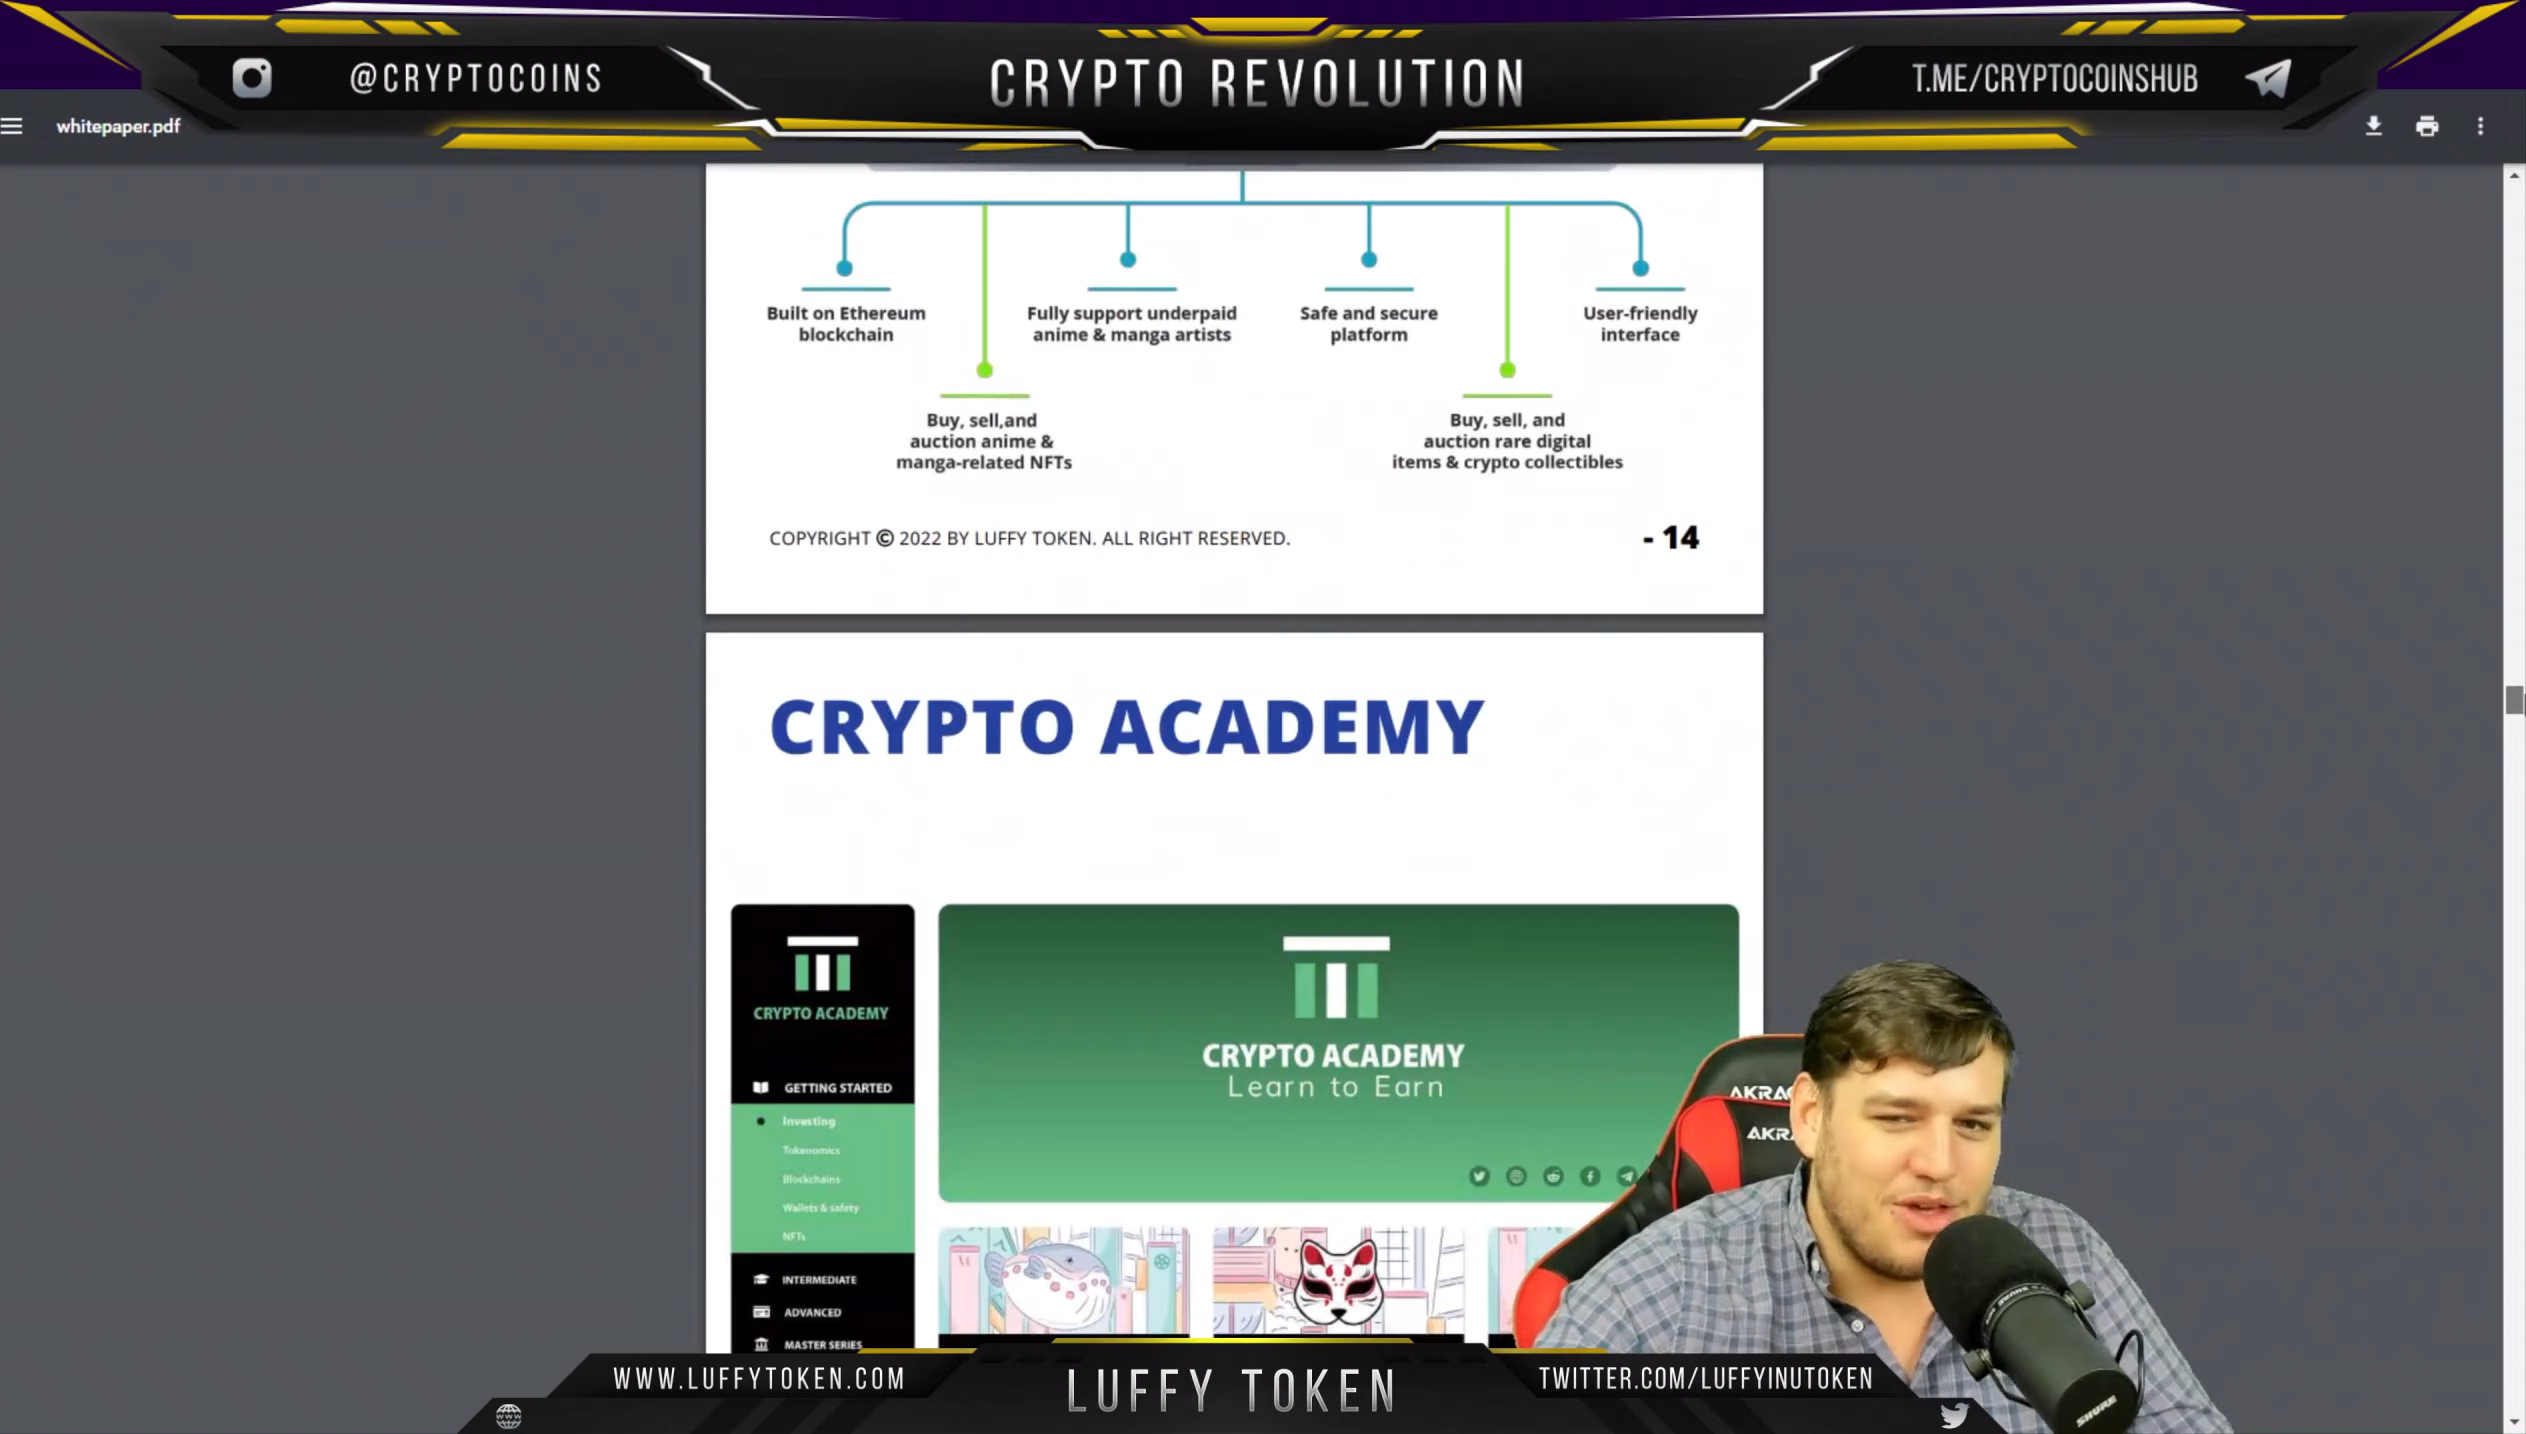 @CRYPTOCOINS
CRYPTO REVOLUTION
T.ME/CRYPTOCOINSHUB
whitepaper.pdf
Built on Ethereum
blockchain
Fully support underpaid
anime & manga artists
Safe and secure
platform
User-friendly
interface
Buy, sell,and
auction anime &
manga-related NFTs
Buy, sell, and
auction rare digital
items & crypto collectibles
COPYRIGHT © 2022 BY LUFFY TOKEN. ALL RIGHT RESERVED.
- 14
CRYPTO ACADEMY
CRYPTO ACADEMY
GETTING STARTED
Investing
Tokenomics
Blockchains
Wallets & safety
NFTs
INTERMEDIATE
ADVANCED
MASTER SERIES
CRYPTO ACADEMY
Learn to Earn
SHURE
WWW.LUFFYTOKEN.COM
LUFFY TOKEN
TWITTER.COM/LUFFYINUTOKEN